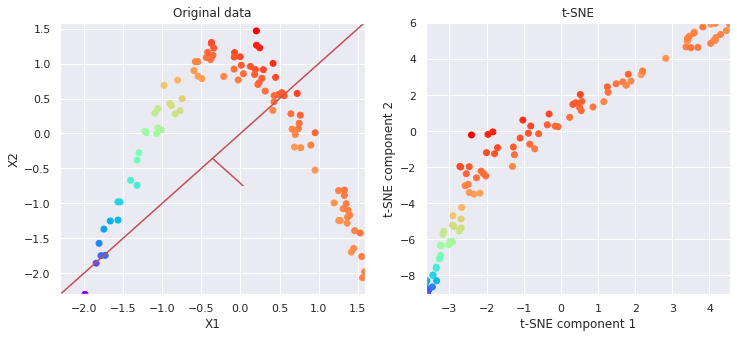 Original data
t-SNE
1.5
1.0
0.5
0.0
−0.5
−1.0
−1.5
−2.0
X2
−2.0 −1.5 −1.0 −0.5 0.0 0.5 1.0 1.5
X1
6
4
2
0
−2
−4
−6
−8
t-SNE component 2
−3 −2 −1 0 1 2 3 4
t-SNE component 1